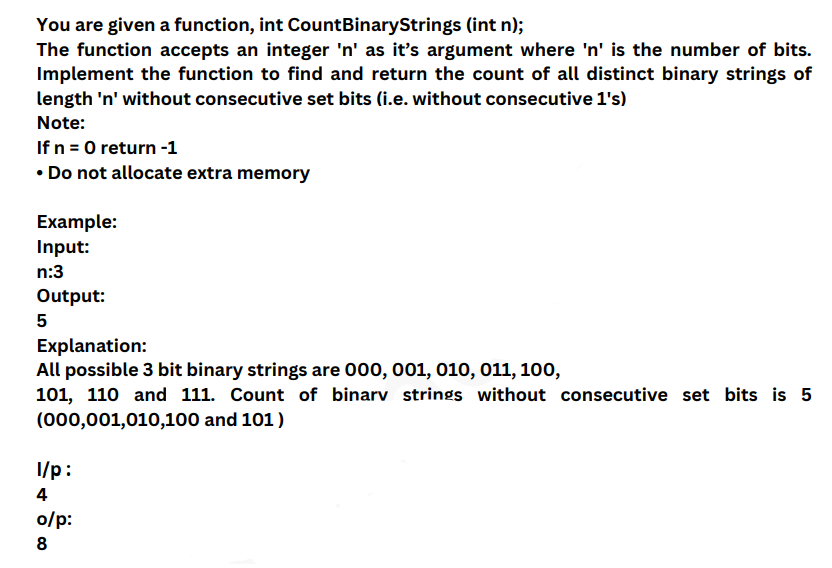 You are given a function, int CountBinaryStrings (int n);
The function accepts an integer 'n' as it’s argument where 'n' is the number of bits.
Implement the function to find and return the count of all distinct binary strings of
length 'n' without consecutive set bits (i.e. without consecutive 1's)
Note:
If n = 0 return -1
• Do not allocate extra memory
Example:
Input:
n:3
Output:
5
Explanation:
All possible 3 bit binary strings are 000, 001, 010, 011, 100,
101, 110 and 111. Count of binary strings without consecutive set bits is 5
(000,001,010,100 and 101 )
I/p :
4
o/p:
8